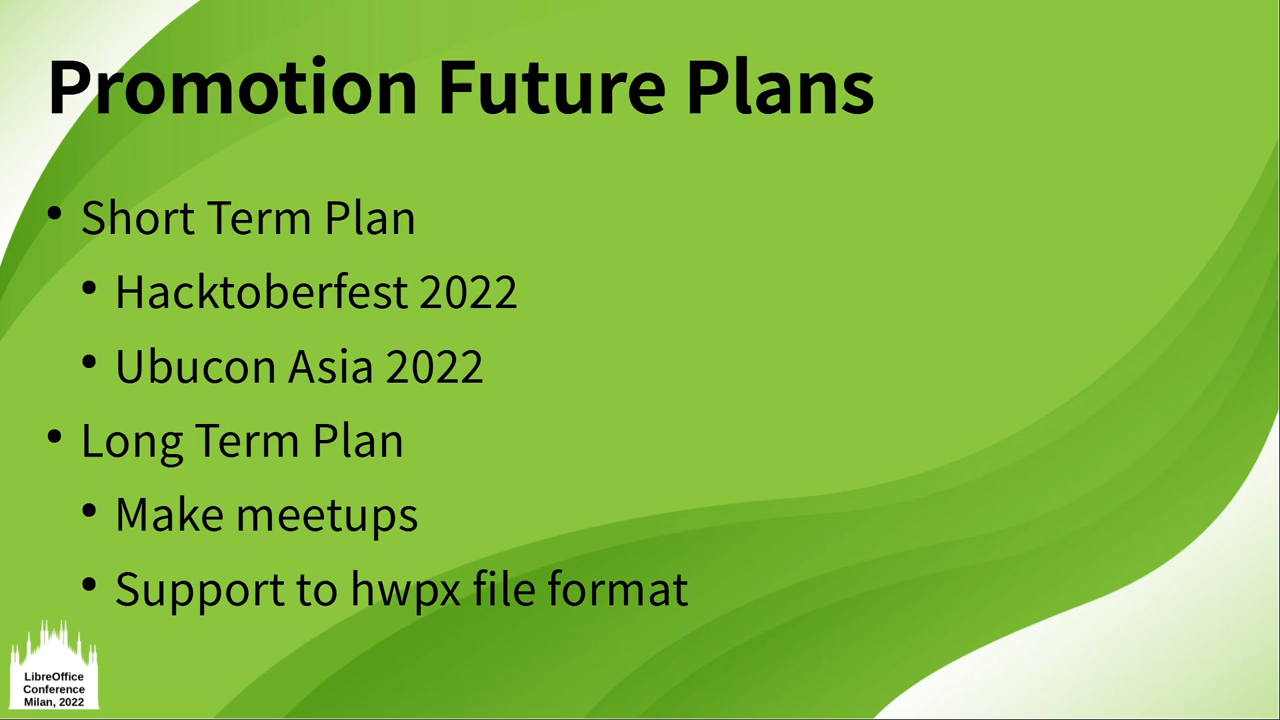 Promotion Future Plans
• Short Term Plan
• Hacktoberfest 2022
• Ubucon Asia 2022
• Long Term Plan
• Make meetups
• Support to hwpx file format
LibreOffice
Conference
Milan, 2022